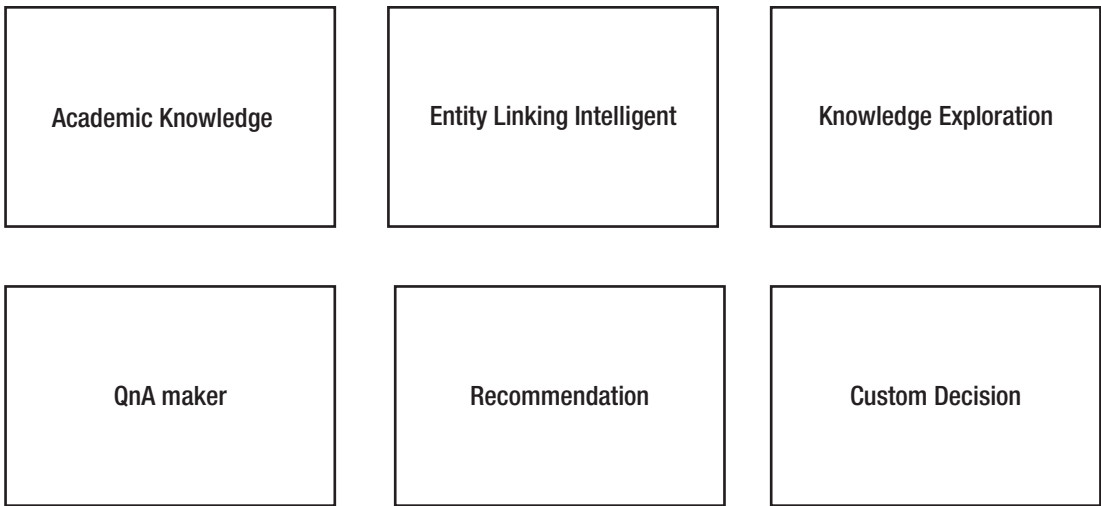 Academic Knowledge
Entity Linking Intelligent
Knowledge Exploration
QnA maker
Recommendation
Custom Decision